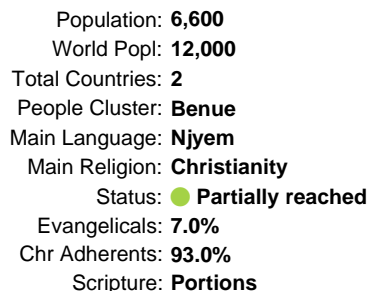 Population: 6,600
World Popl: 12,000
Total Countries: 2
People Cluster: Benue
Main Language: Njyem
Main Religion: Christianity
Status: Partially reached
Evangelicals: 7.0%
Chr Adherents: 93.0%
Scripture: Portions